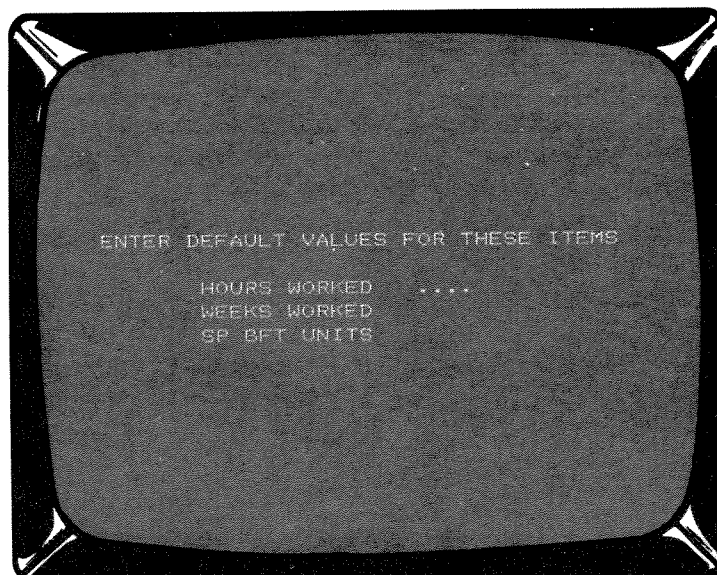 ENTER DEFAULT VALUES FOR THESE ITEMS
HOURS WORKED ....
WEEKS WORKED
SP BFT UNITS